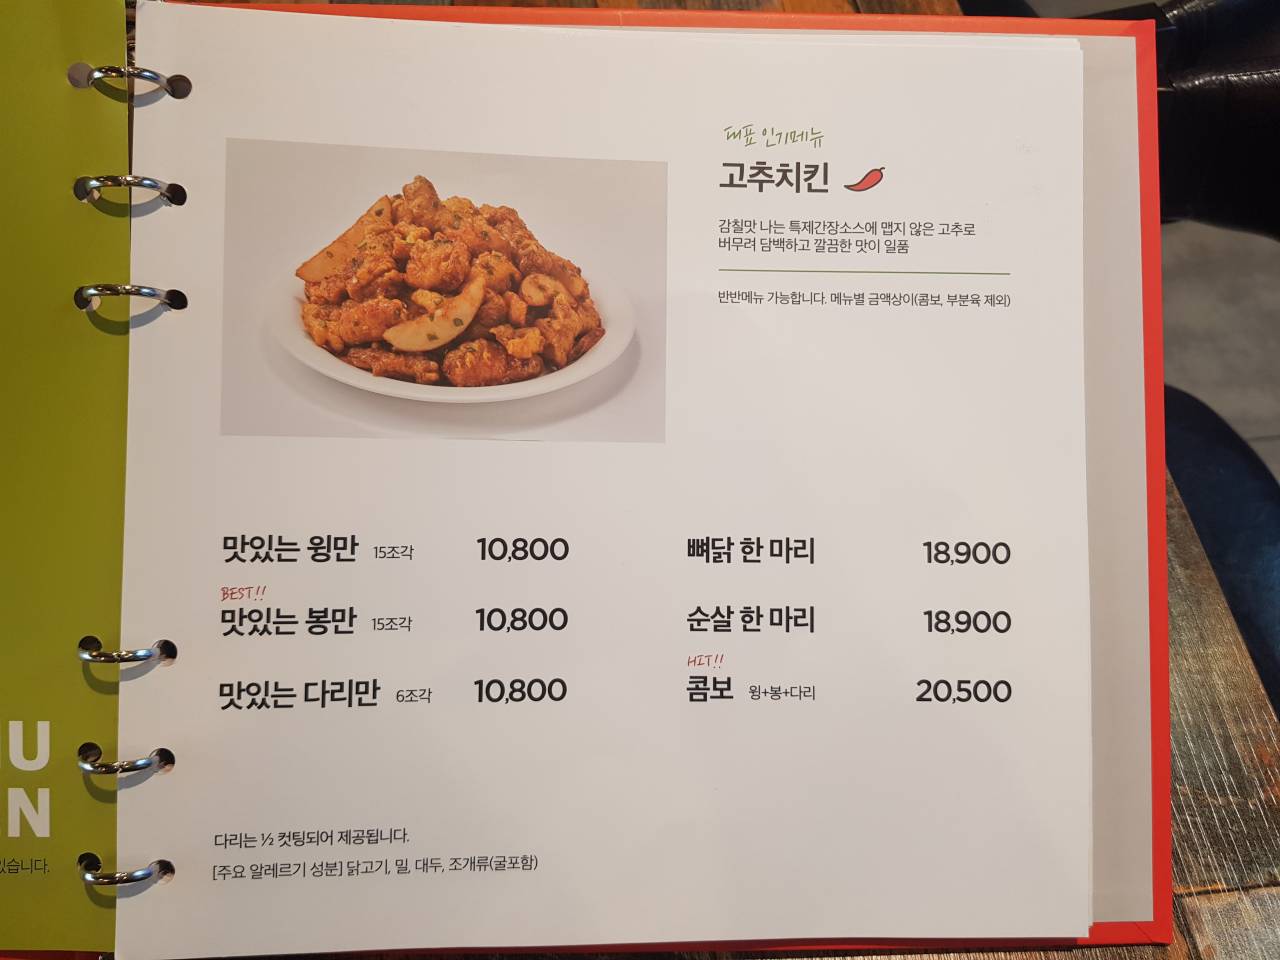 대표 인기메뉴
고추치킨
감칠맛 나는 특제간장소스에 맵지 않은 고추로
버무려 담백하고 깔끔한 맛이 일품
반반메뉴 가능합니다. 메뉴별 금액상이(콤보, 부분육 제외)
맛있는 윙만 15조각 10,800
BEST!!
맛있는 봉만 15조각 10,800
맛있는 다리만 6조각 10,800
뼈닭 한 마리 18,900
순살 한 마리 18,900
HIT!!
콤보 윙+봉+다리 20,500
다리는 ½ 컷팅되어 제공됩니다.
[주요 알레르기 성분] 닭고기, 밀, 대두, 조개류(굴포함)
U
N
있습니다.